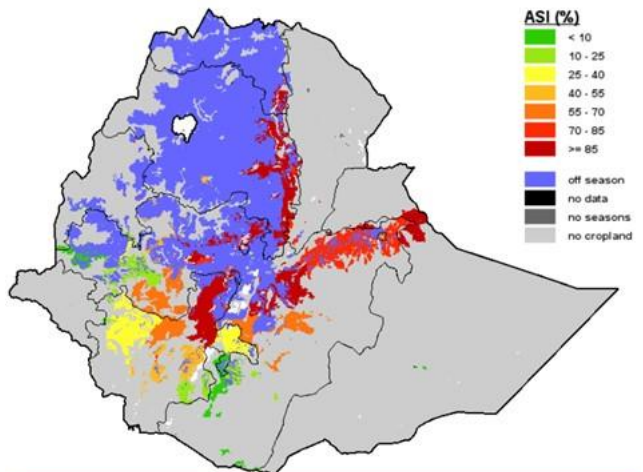 ASI (%)
< 10
10 - 25
25 - 40
40 - 55
55 - 70
70 - 85
>= 85
off season
no data
no seasons
no cropland